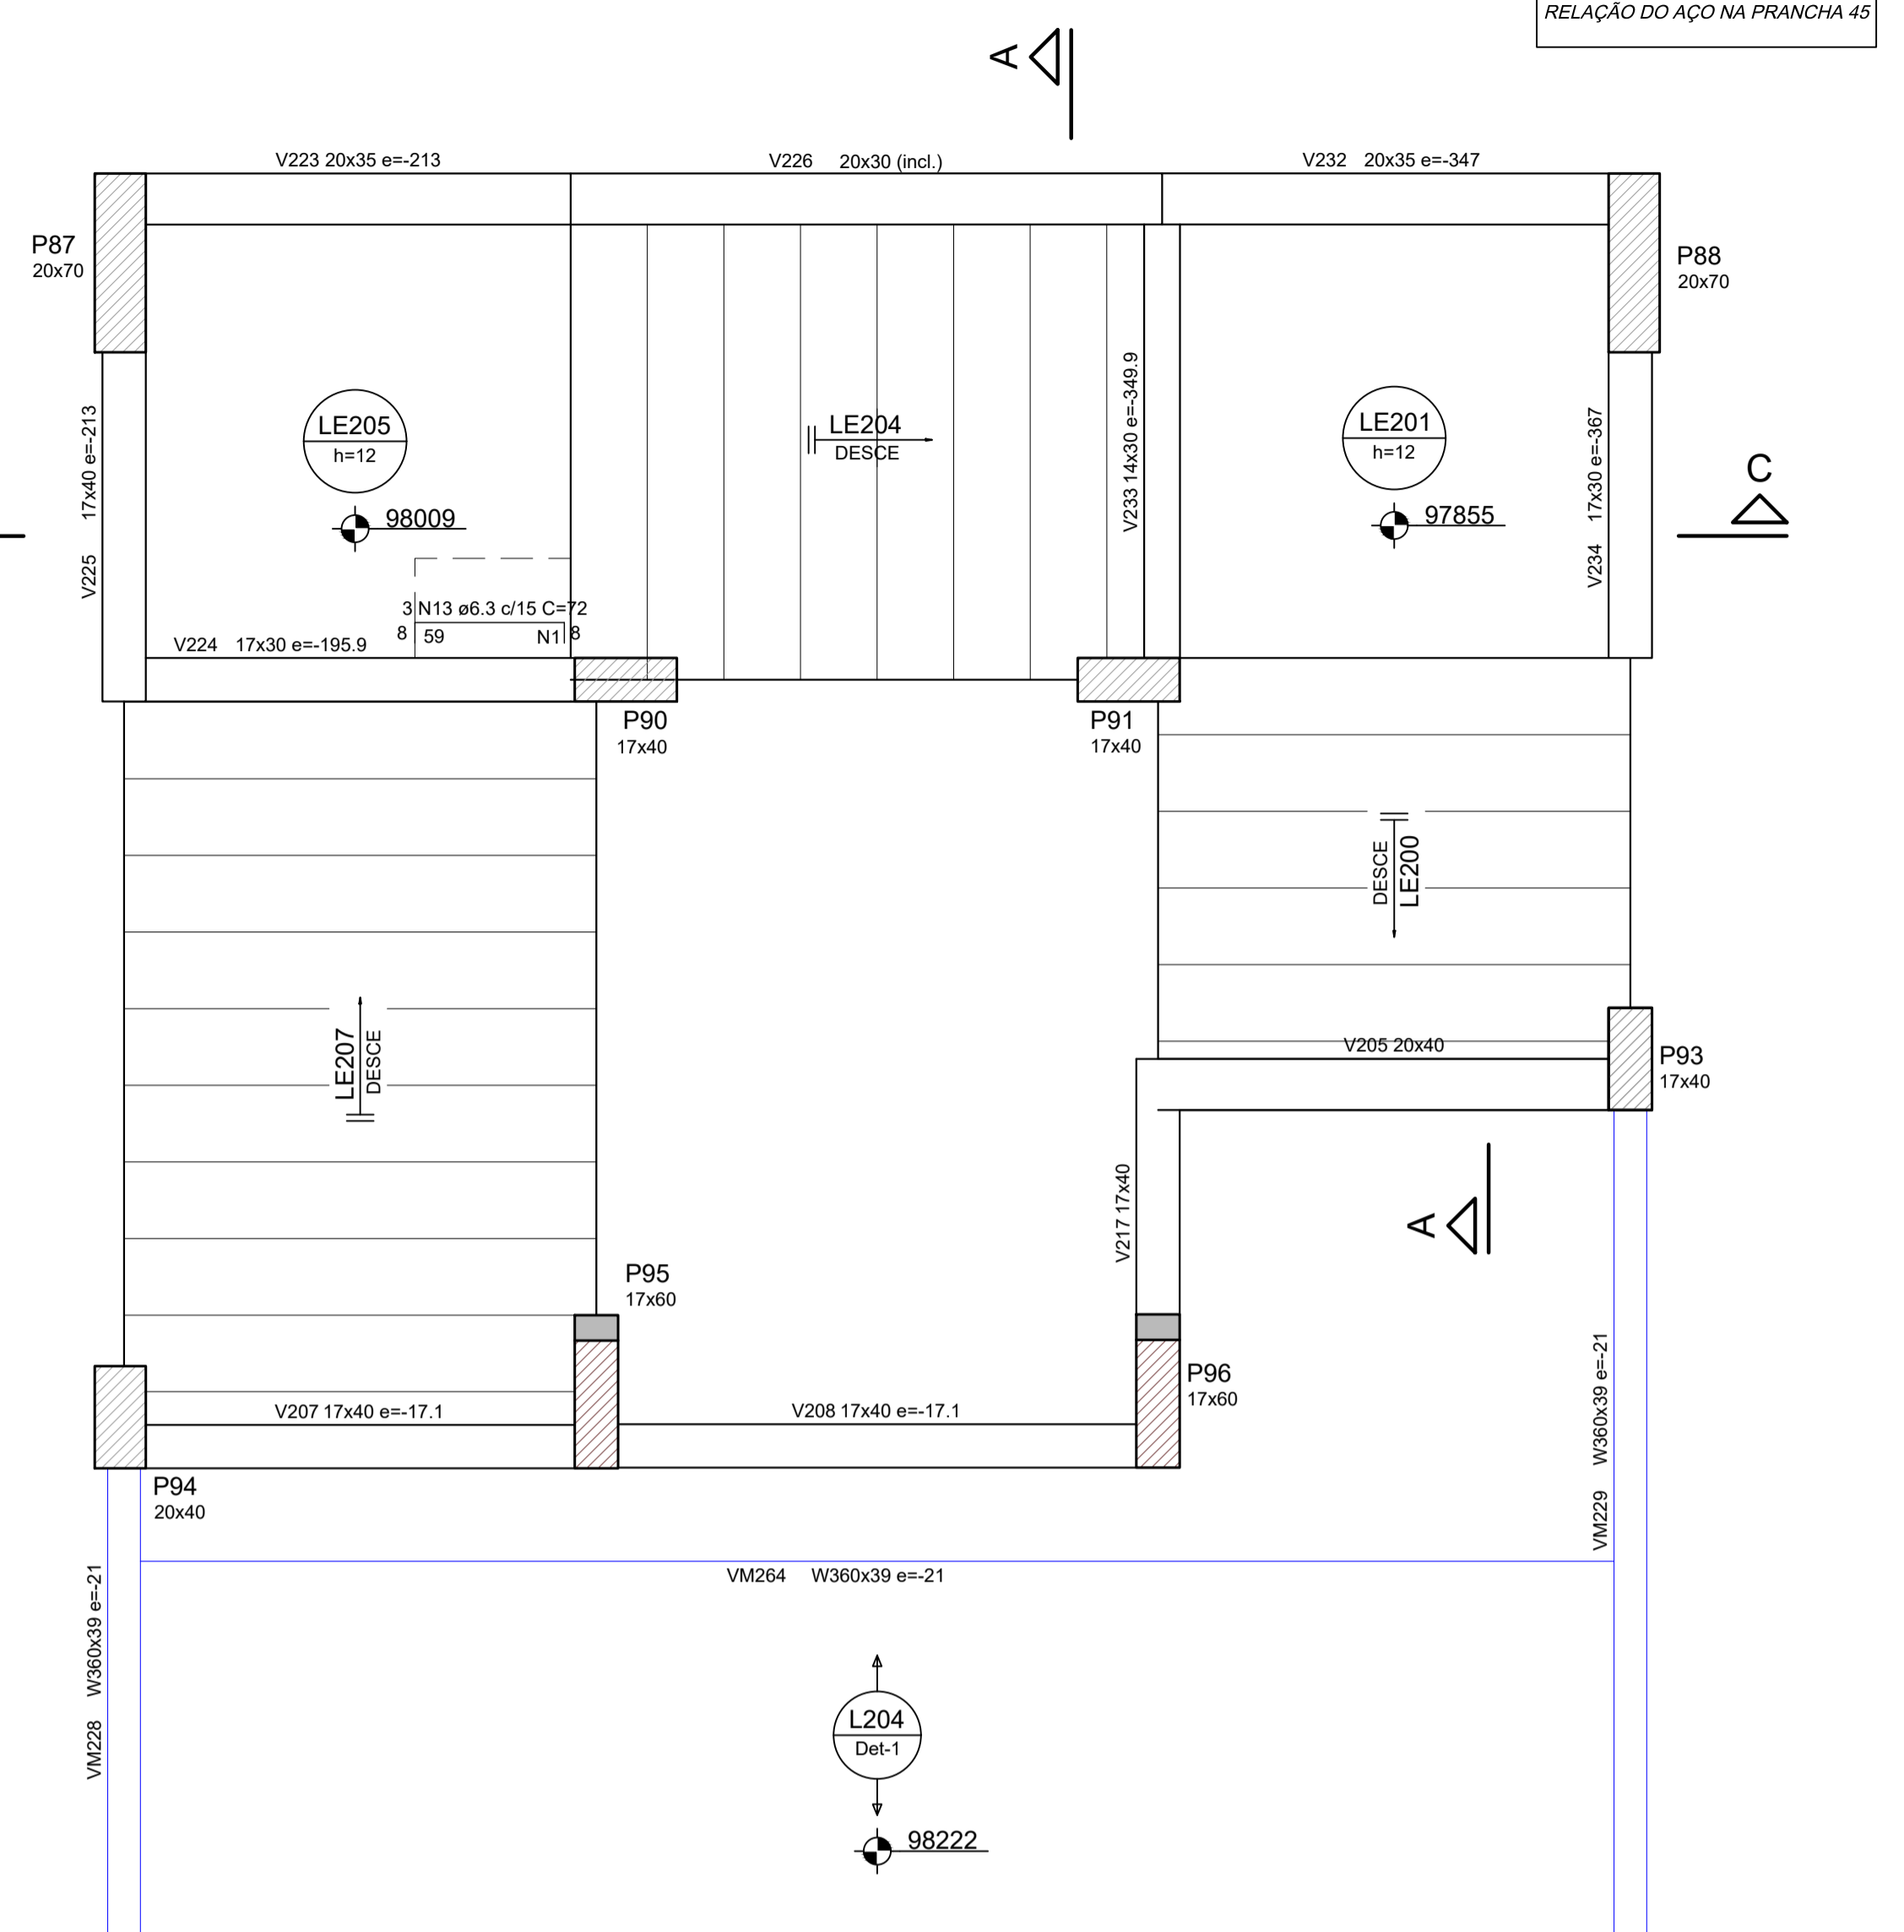 RELAÇÃO DO AÇO NA PRANCHA 45
A
V223 20x35 e=-213
V226 20x30 (incl.)
V232 20x35 e=-347
P87
20x70
P88
20x70
V225 17x40 e=-213
LE205
h=12
98009
LE204
DESCE
V233 14x30 e=-349.9
LE201
h=12
97855
V234 17x30 e=-367
C
3 N13 ø6.3 c/15 C=72
8 59 N1 8
V224 17x30 e=-195.9
P90
17x40
P91
17x40
DESCE
LE200
LE207
DESCE
V205 20x40
P93
17x40
V217 17x40
A
P95
17x60
P96
17x60
V207 17x40 e=-17.1
V208 17x40 e=-17.1
P94
20x40
VM229 W360x39 e=-21
VM264 W360x39 e=-21
VM228 W360x39 e=-21
L204
Det-1
98222